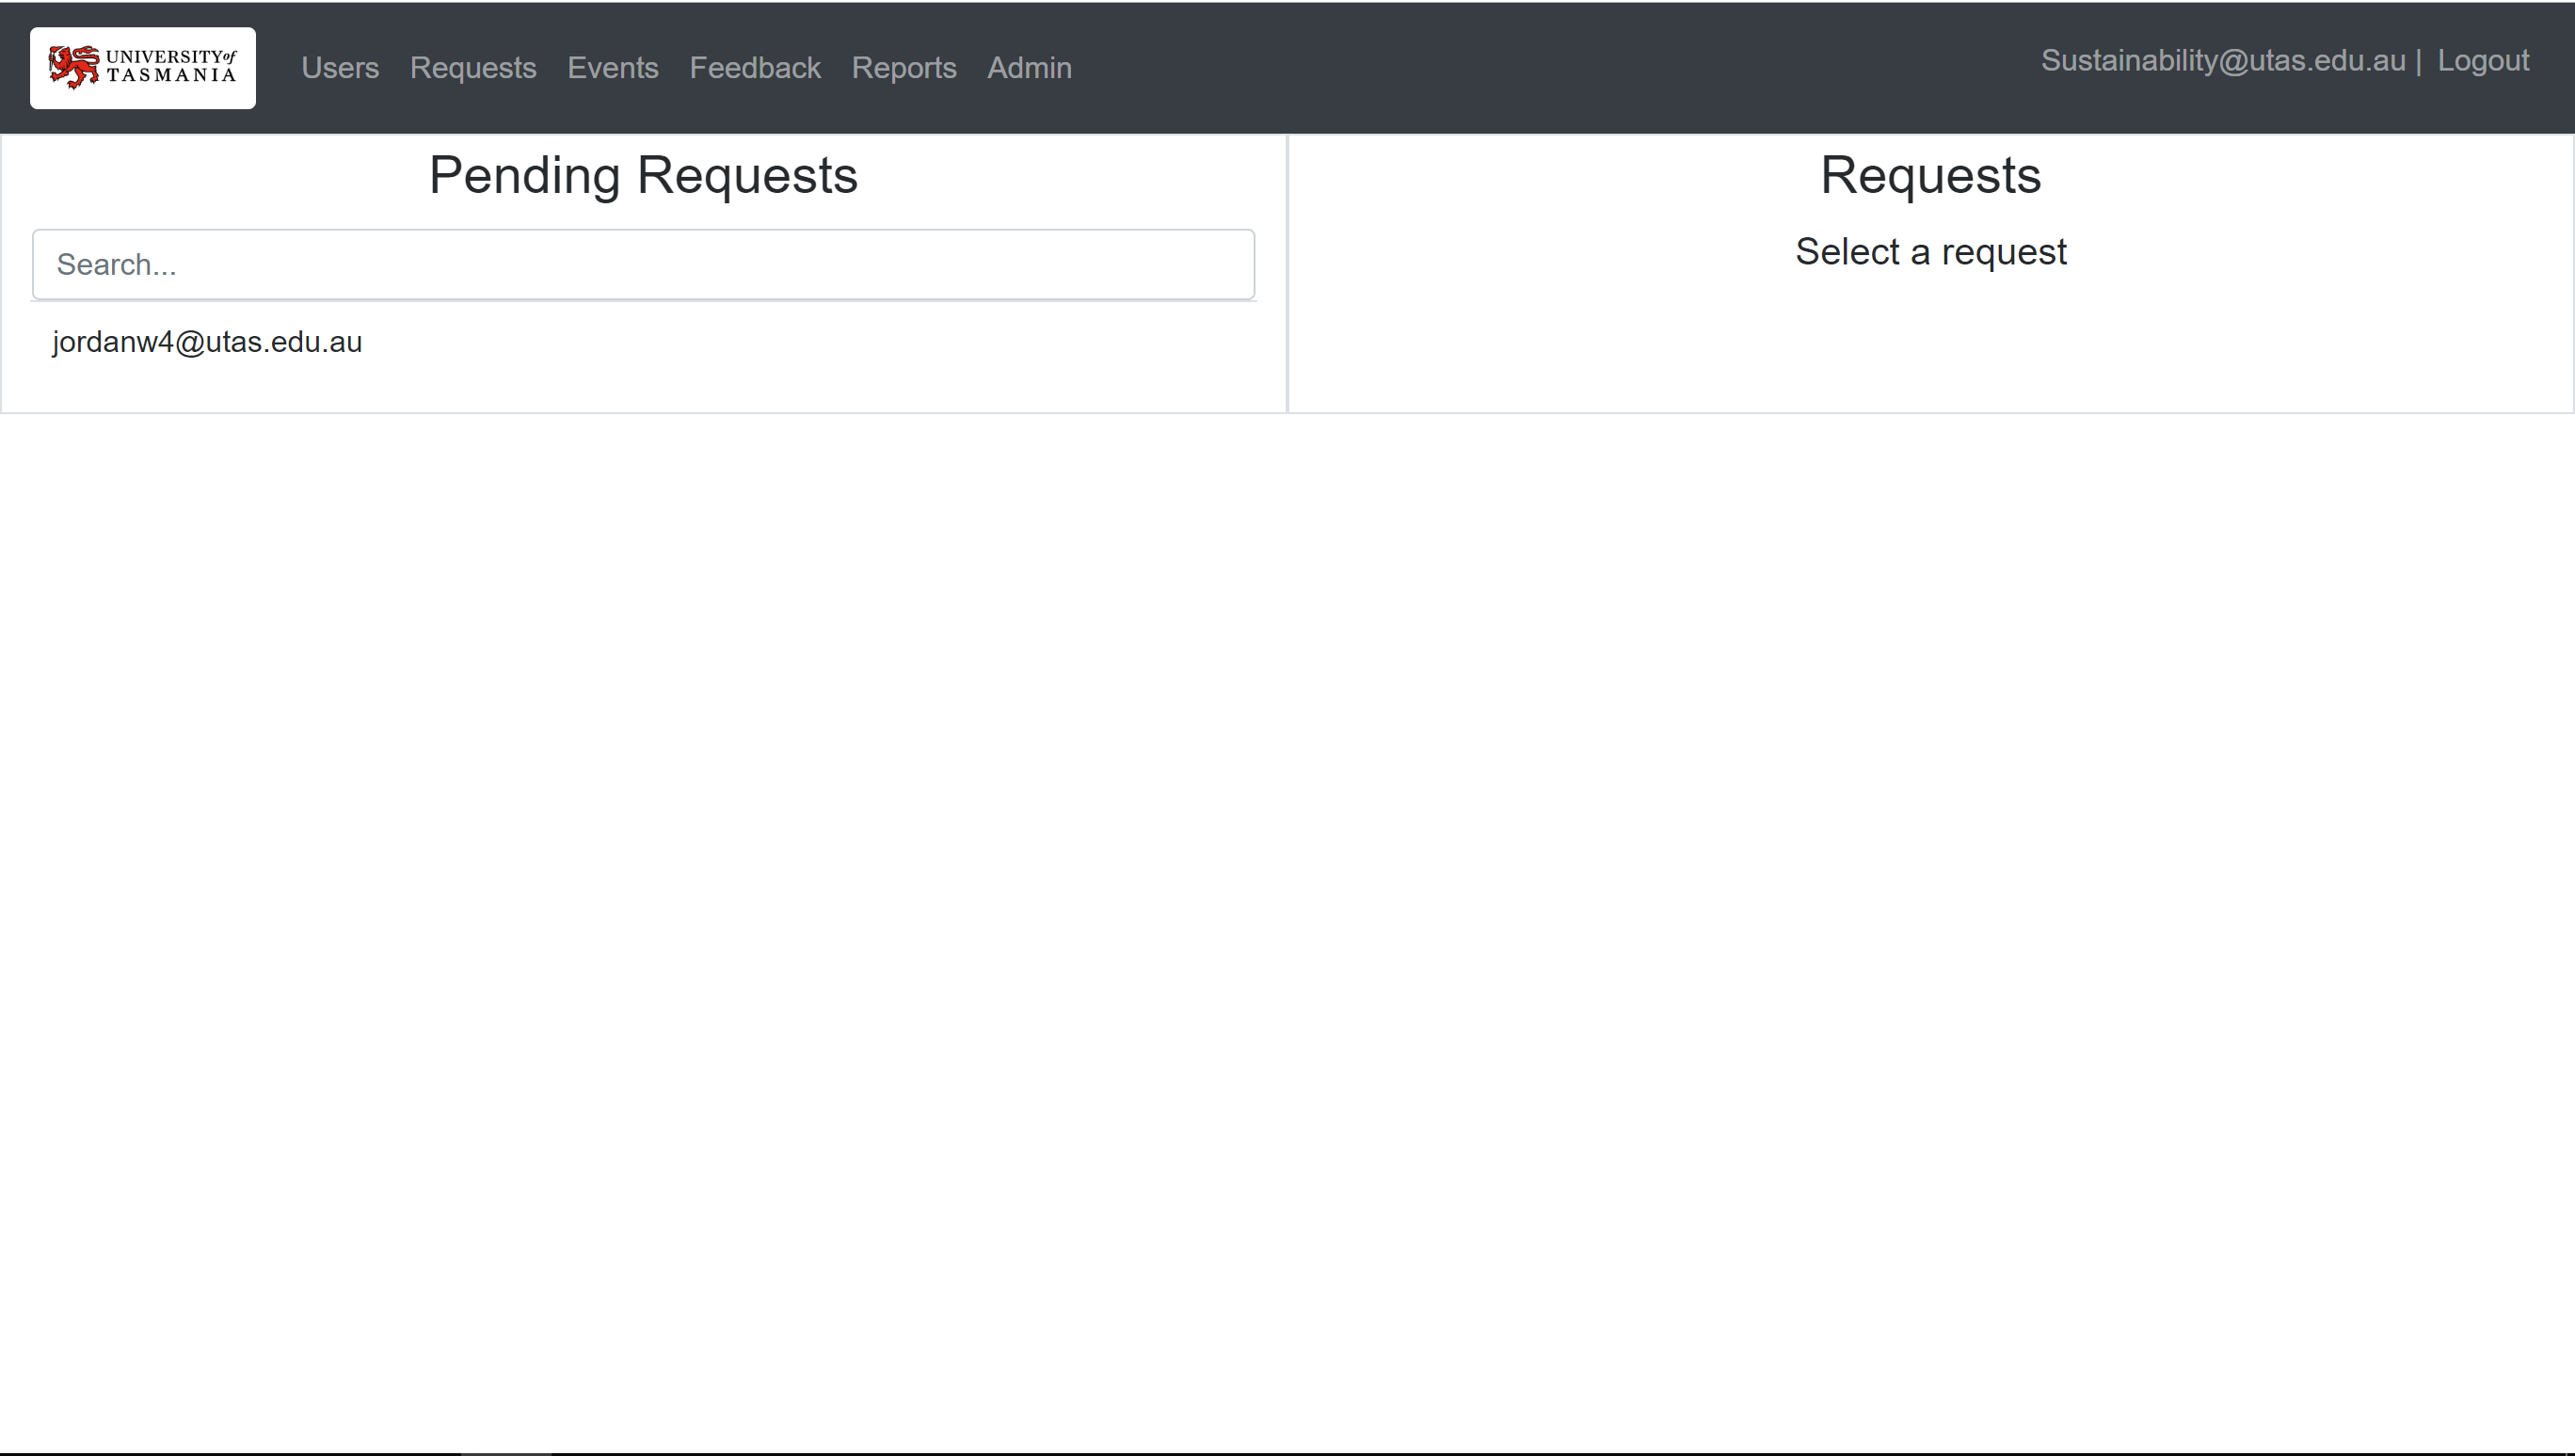 UNIVERSITY of
TASMANIA
Users Requests Events Feedback Reports Admin
Sustainability@utas.edu.au | Logout
Pending Requests
Search...
jordanw4@utas.edu.au
Requests
Select a request